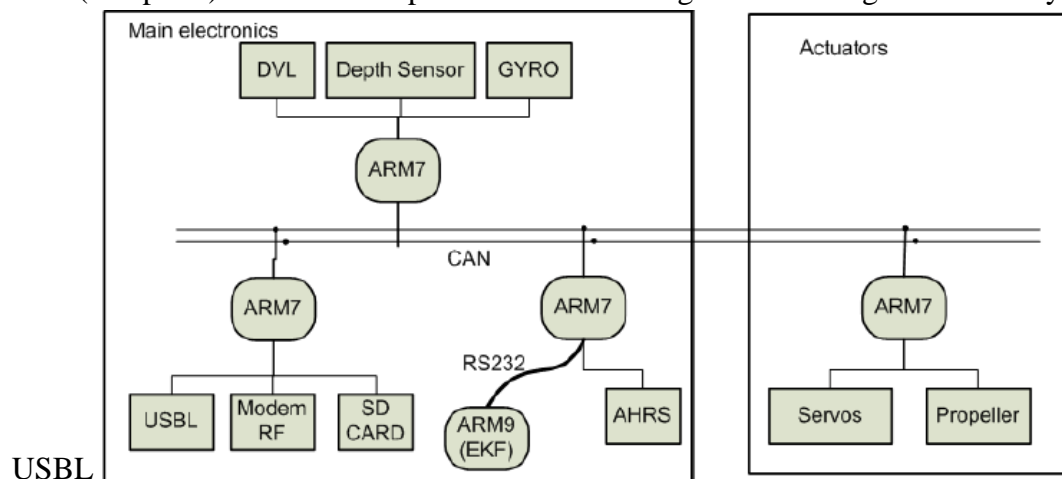 Main electronics
Actuators
DVL
Depth Sensor
GYRO
ARM7
CAN
ARM7
ARM7
ARM7
RS232
USBL
Modem
RF
SD
CARD
ARM9
(EKF)
AHRS
Servos
Propeller
USBL